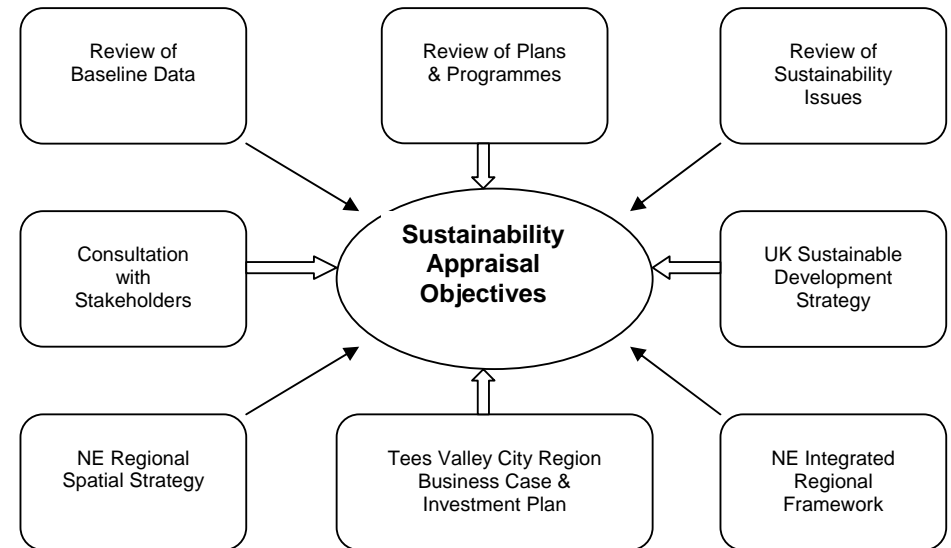 Review of
Baseline Data
Review of Plans
& Programmes
Review of
Sustainability
Issues
Consultation
with
Stakeholders
Sustainability
Appraisal
Objectives
UK Sustainable
Development
Strategy
NE Regional
Spatial Strategy
Tees Valley City Region
Business Case &
Investment Plan
NE Integrated
Regional
Framework